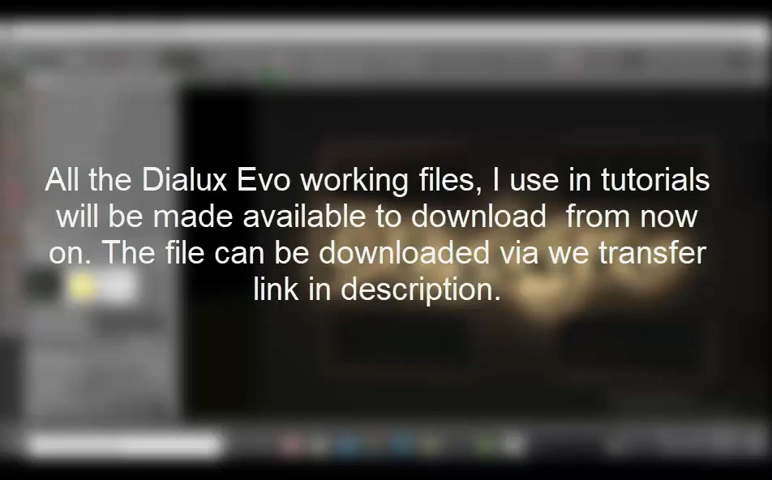 All the Dialux Evo working files, I use in tutorials
will be made available to download  from now
on. The file can be downloaded via we transfer
link in description.